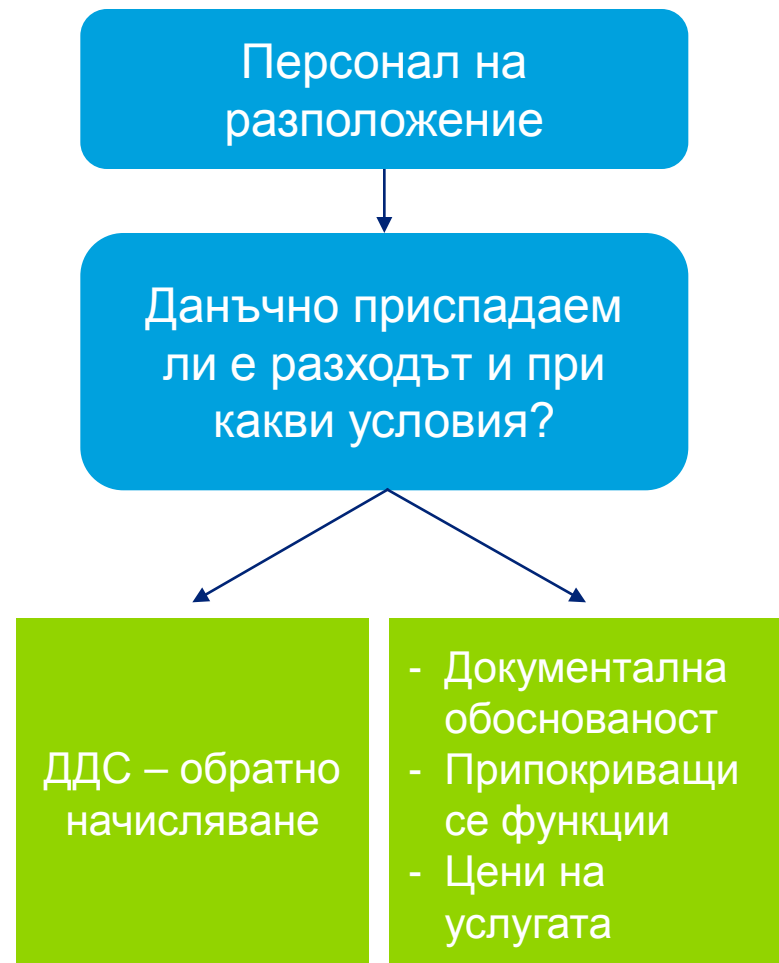 Персонал на
разположение
Данъчно приспадаем
ли е разходът и при
какви условия?
ДДС – обратно
начисляване
- Документална
обоснованост
- Припокриващи
се функции
- Цени на
услугата